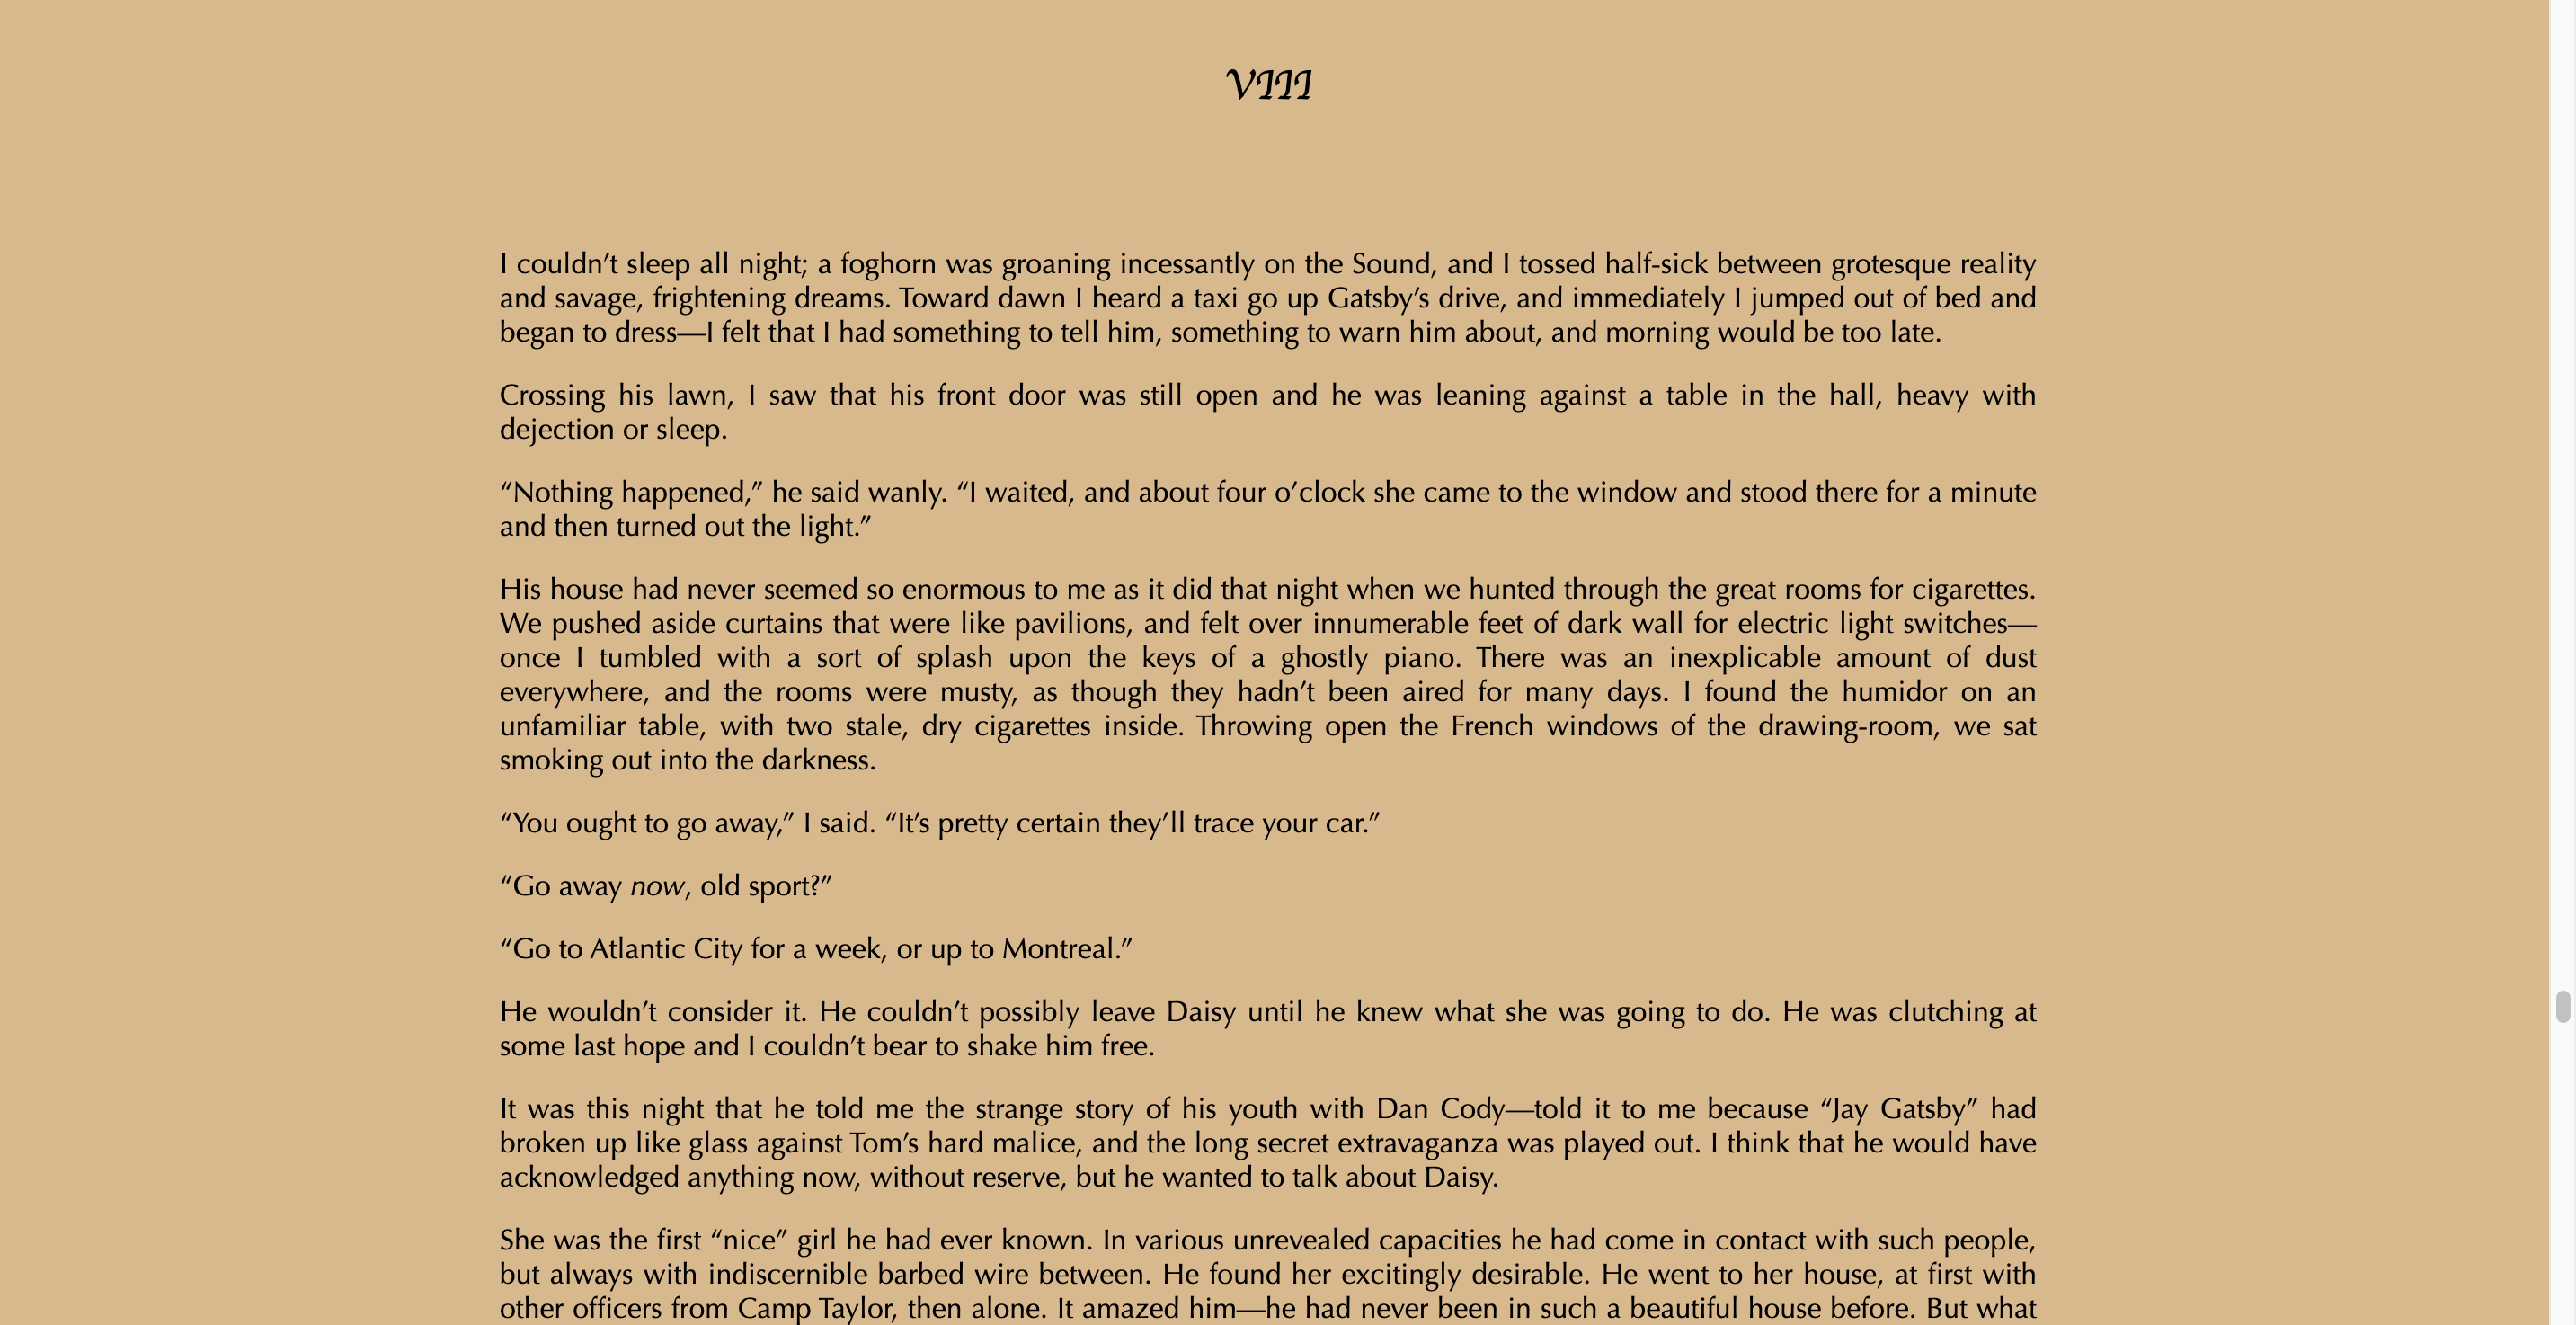 VIII
I couldn’t sleep all night; a foghorn was groaning incessantly on the Sound, and I tossed half-sick between grotesque reality
and savage, frightening dreams. Toward dawn I heard a taxi go up Gatsby’s drive, and immediately I jumped out of bed and
began to dress—I felt that I had something to tell him, something to warn him about, and morning would be too late.
Crossing his lawn, I saw that his front door was still open and he was leaning against a table in the hall, heavy with
dejection or sleep.
“Nothing happened,” he said wanly. “I waited, and about four o’clock she came to the window and stood there for a minute
and then turned out the light.”
His house had never seemed so enormous to me as it did that night when we hunted through the great rooms for cigarettes.
We pushed aside curtains that were like pavilions, and felt over innumerable feet of dark wall for electric light switches—
once I tumbled with a sort of splash upon the keys of a ghostly piano. There was an inexplicable amount of dust
everywhere, and the rooms were musty, as though they hadn’t been aired for many days. I found the humidor on an
unfamiliar table, with two stale, dry cigarettes inside. Throwing open the French windows of the drawing-room, we sat
smoking out into the darkness.
“You ought to go away,” I said. “It’s pretty certain they’ll trace your car.”
“Go away now, old sport?”
“Go to Atlantic City for a week, or up to Montreal.”
He wouldn’t consider it. He couldn’t possibly leave Daisy until he knew what she was going to do. He was clutching at
some last hope and I couldn’t bear to shake him free.
It was this night that he told me the strange story of his youth with Dan Cody—told it to me because “Jay Gatsby” had
broken up like glass against Tom’s hard malice, and the long secret extravaganza was played out. I think that he would have
acknowledged anything now, without reserve, but he wanted to talk about Daisy.
She was the first “nice” girl he had ever known. In various unrevealed capacities he had come in contact with such people,
but always with indiscernible barbed wire between. He found her excitingly desirable. He went to her house, at first with
other officers from Camp Taylor, then alone. It amazed him—he had never been in such a beautiful house before. But what